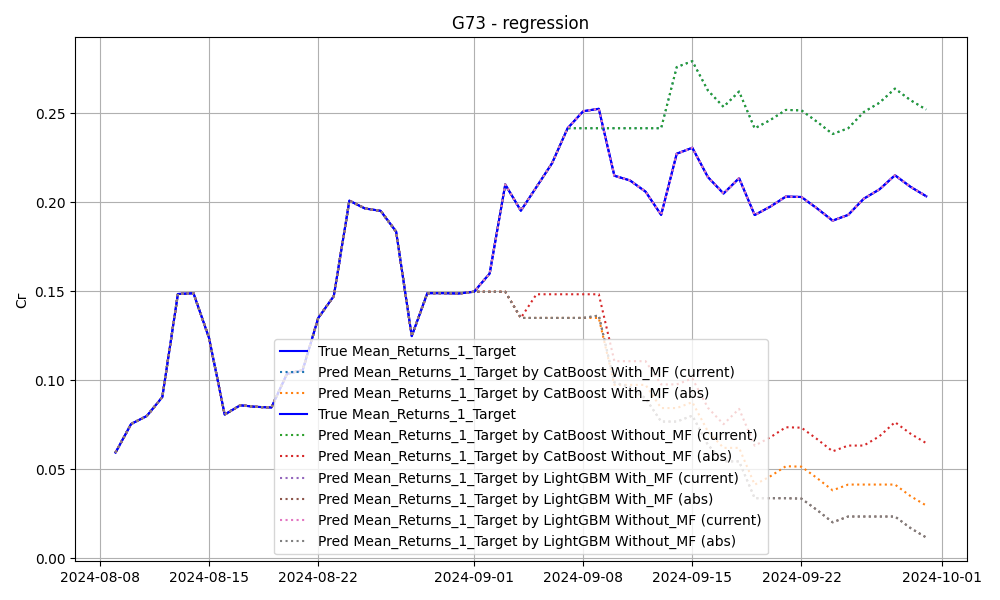 G73 - regression
Cr
0.25
0.20
0.15
0.10
0.05
0.00
True Mean_Returns_1_Target
Pred Mean_Returns_1_Target by CatBoost With_MF (current)
Pred Mean_Returns_1_Target by CatBoost With_MF (abs)
True Mean_Returns_1_Target
Pred Mean_Returns_1_Target by CatBoost Without_MF (current)
Pred Mean_Returns_1_Target by CatBoost Without_MF (abs)
Pred Mean_Returns_1_Target by LightGBM With_MF (current)
Pred Mean_Returns_1_Target by LightGBM With_MF (abs)
Pred Mean_Returns_1_Target by LightGBM Without_MF (current)
Pred Mean_Returns_1_Target by LightGBM Without_MF (abs)
2024-08-08 2024-08-15 2024-08-22 2024-09-01 2024-09-08 2024-09-15 2024-09-22 2024-10-01